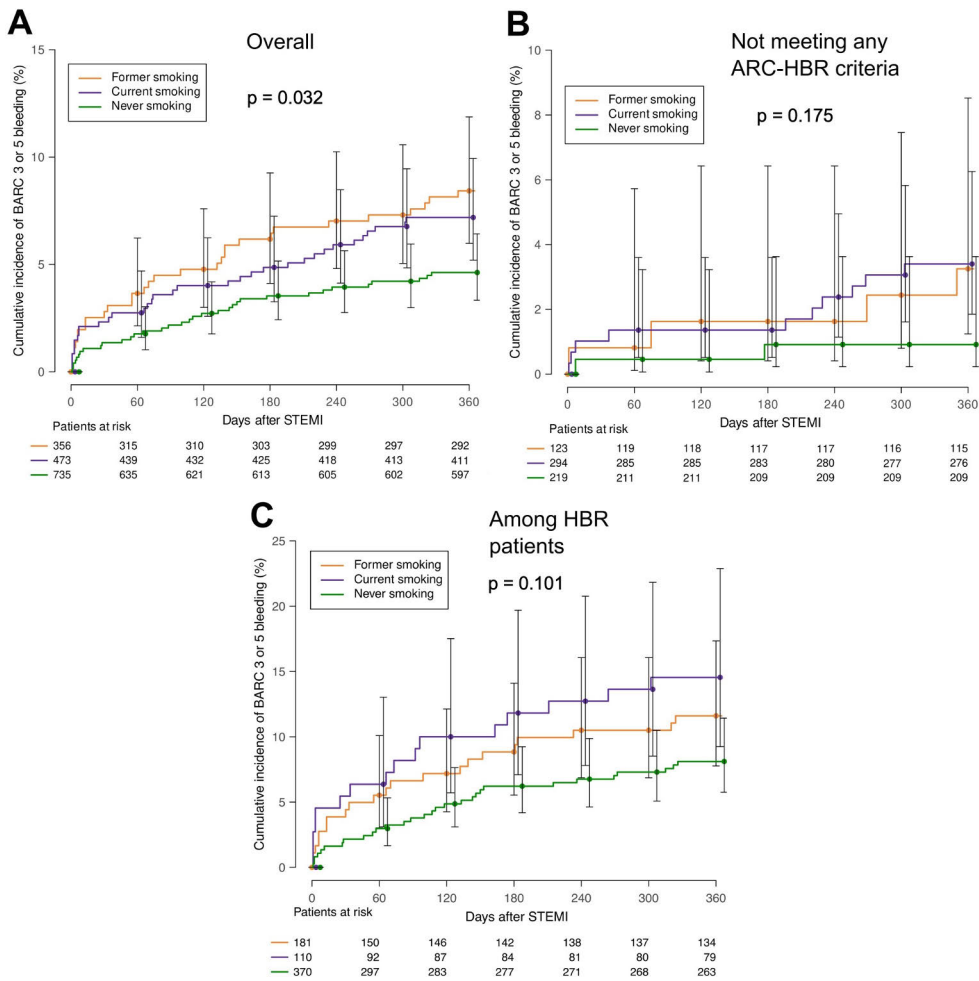 A
Overall
Cumulative incidence of BARC 3 or 5 bleeding (%)
15
10
5
0
Former smoking
Current smoking
Never smoking
p = 0.032
0 60 120 180 240 300 360
Days after STEMI
Patients at risk
356 315 310 303 299 297 292
473 439 432 425 418 413 411
735 635 621 613 605 602 597
B
Not meeting any
ARC-HBR criteria
Cumulative incidence of BARC 3 or 5 bleeding (%)
10
8
6
4
2
0
Former smoking
Current smoking
Never smoking
p = 0.175
0 60 120 180 240 300 360
Days after STEMI
Patients at risk
123 119 118 117 117 116 115
294 285 285 283 280 277 276
219 211 211 209 209 209 209
C
Among HBR
patients
Cumulative incidence of BARC 3 or 5 bleeding (%)
25
20
15
10
5
0
Former smoking
Current smoking
Never smoking
p = 0.101
0 60 120 180 240 300 360
Patients at risk
Days after STEMI
181 150 146 142 138 137 134
110 92 87 84 81 80 79
370 297 283 277 271 268 263